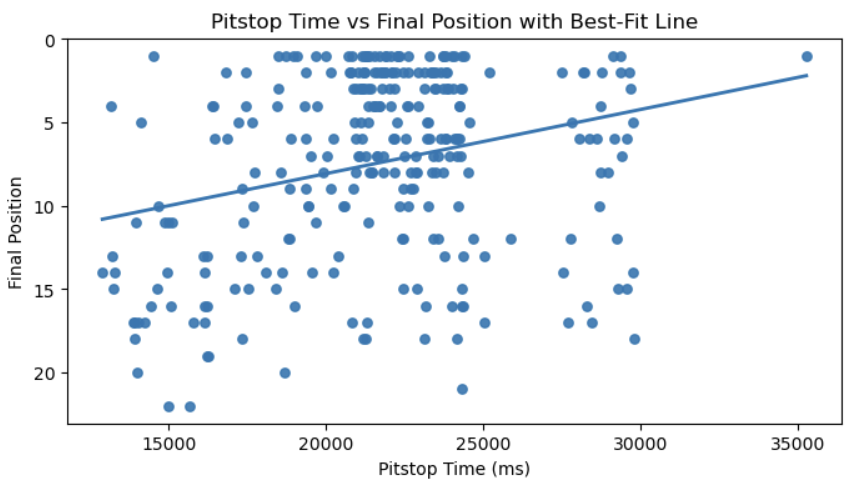 Pitstop Time vs Final Position with Best-Fit Line
0
5
10
15
20
Final Position
15000 20000 25000 30000 35000
Pitstop Time (ms)